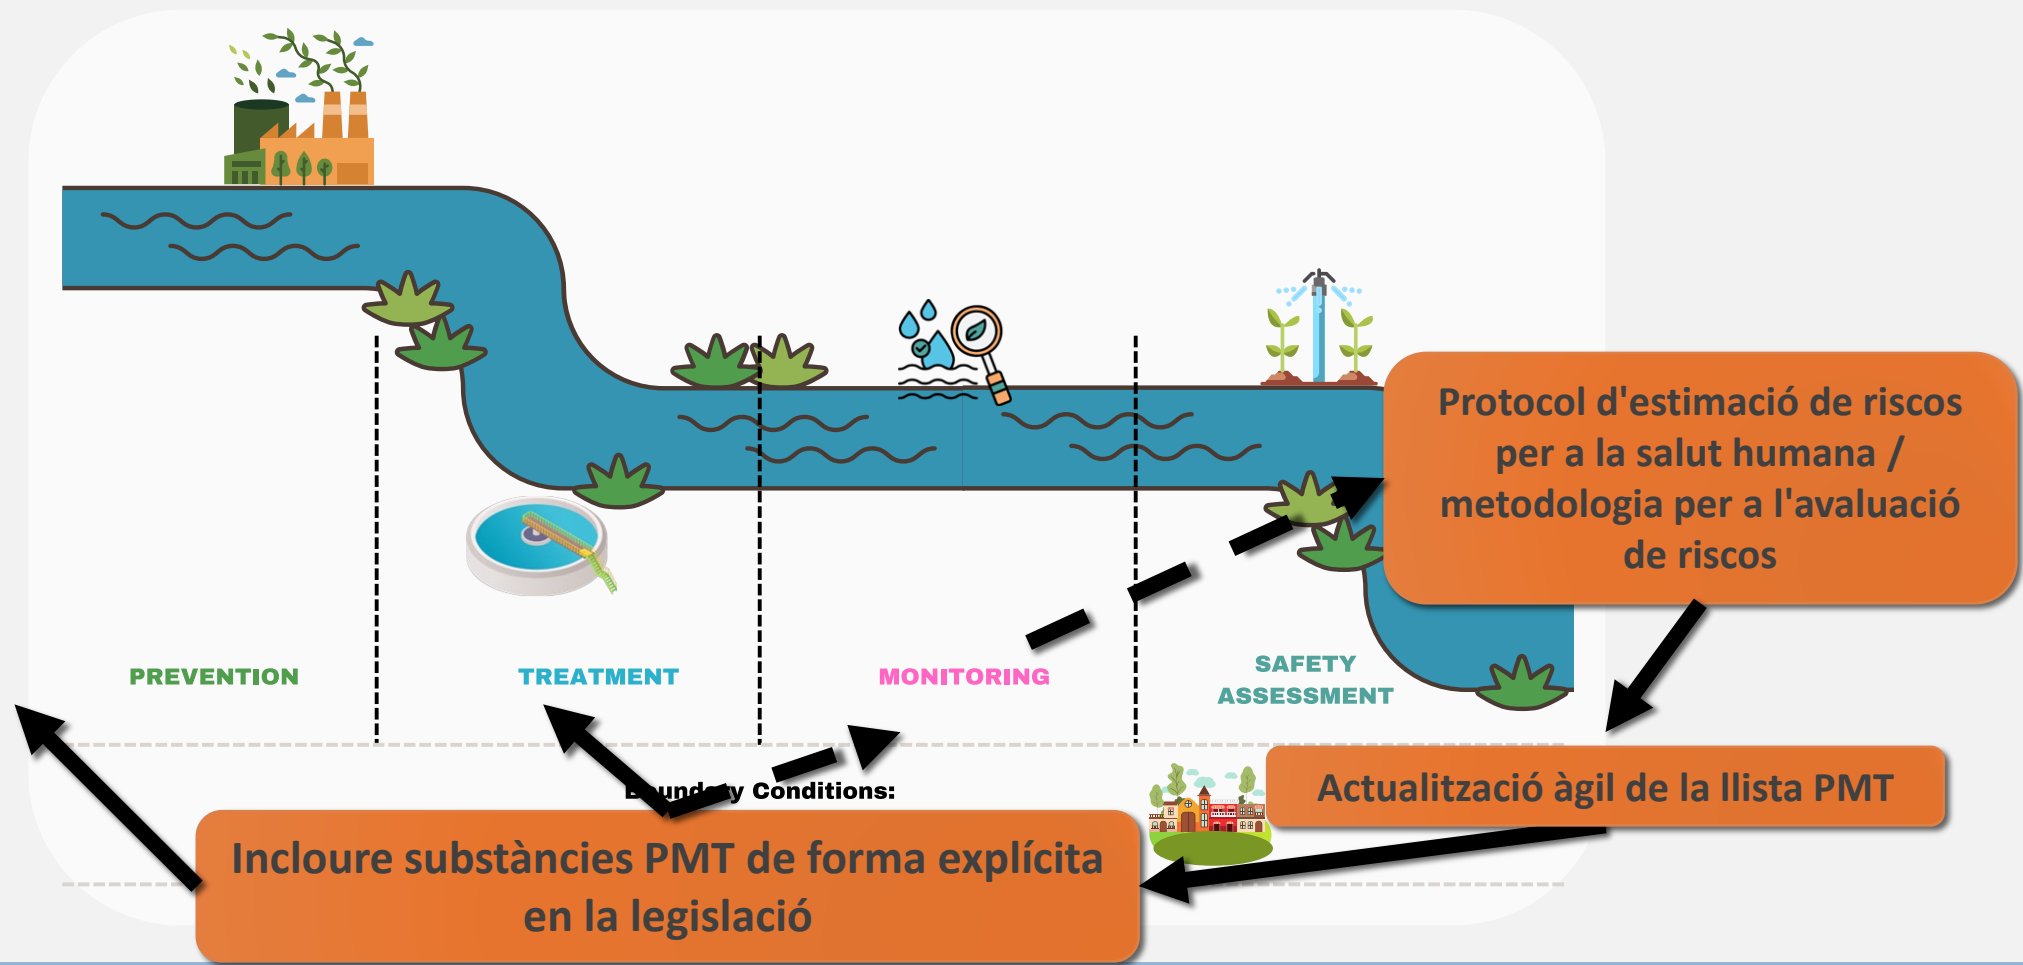 PREVENTION
TREATMENT
MONITORING
SAFETY
ASSESSMENT
Protocol d'estimació de riscos
per a la salut humana /
metodologia per a l'avaluació
de riscos
Actualització àgil de la llista PMT
Boundary Conditions:
Incloure substàncies PMT de forma explícita
en la legislació